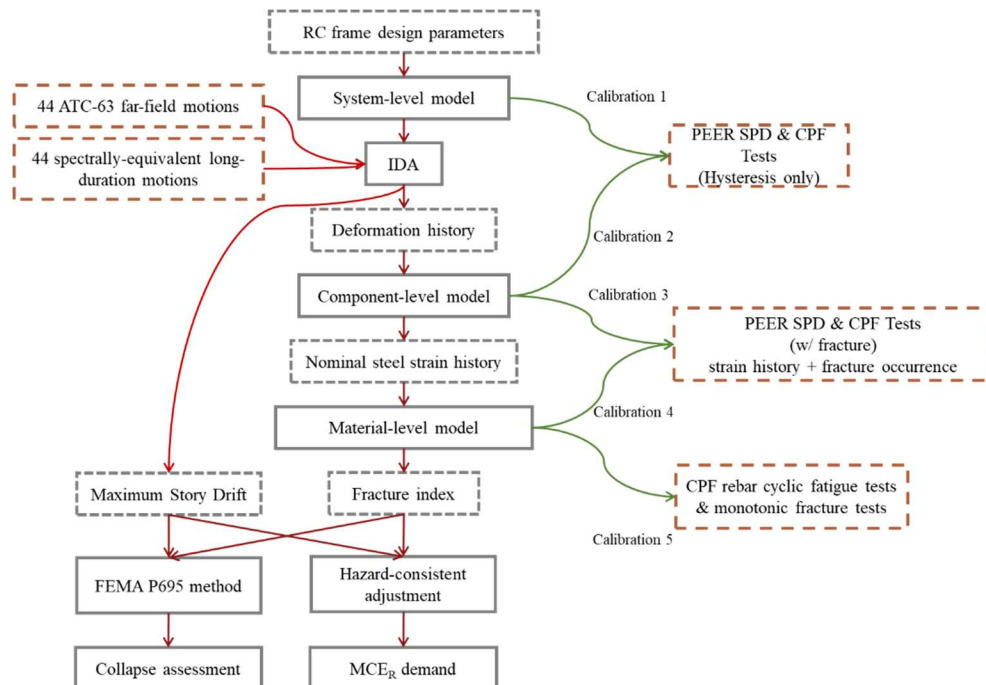 RC frame design parameters
System-level model
Calibration 1
44 ATC-63 far-field motions
44 spectrally-equivalent long-
duration motions
IDA
PEER SPD & CPF
Tests
(Hysteresis only)
Deformation history
Calibration 2
Component-level model
Calibration 3
PEER SPD & CPF Tests
(w/ fracture)
strain history + fracture occurrence
Nominal steel strain history
Calibration 4
Material-level model
Maximum Story Drift
Fracture index
CPF rebar cyclic fatigue tests
& monotonic fracture tests
Calibration 5
FEMA P695 method
Hazard-consistent
adjustment
Collapse assessment
MCER demand